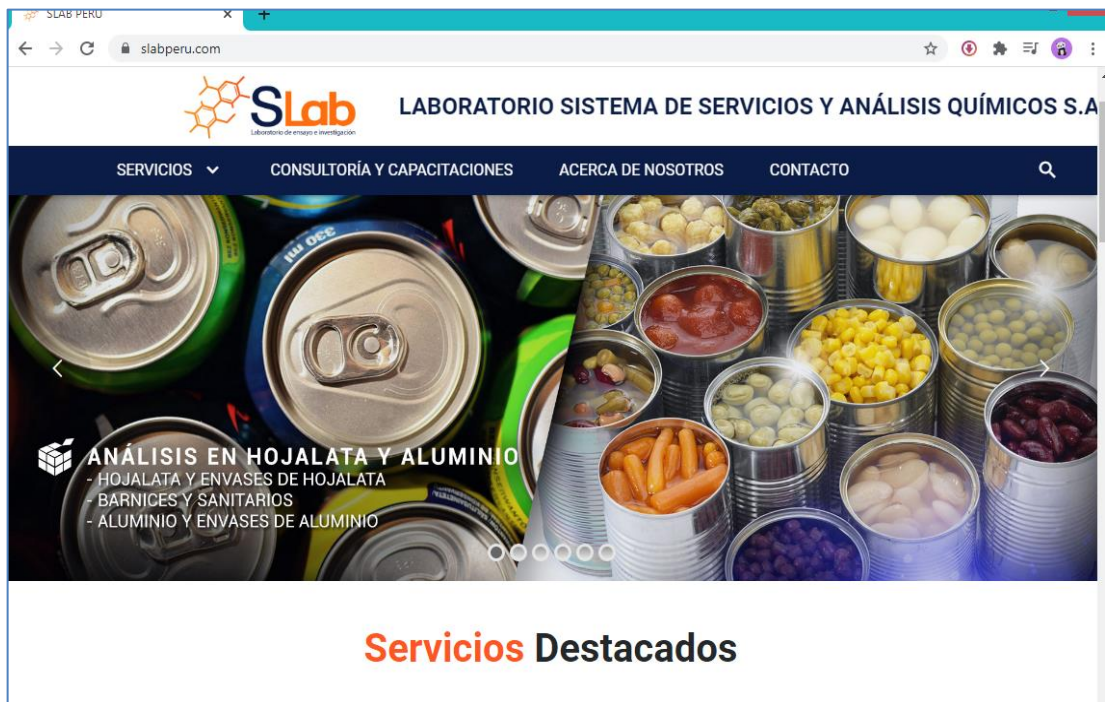 SLAB PERU
slabperu.com
SLab
Laboratorio de ensayo e investigación
LABORATORIO SISTEMA DE SERVICIOS Y ANÁLISIS QUÍMICOS S.A
SERVICIOS
CONSULTORÍA Y CAPACITACIONES
ACERCA DE NOSOTROS
CONTACTO
330 ml
ANÁLISIS EN HOJALATA Y ALUMINIO
- HOJALATA Y ENVASES DE HOJALATA
- BARNICES Y SANITARIOS
- ALUMINIO Y ENVASES DE ALUMINIO
Servicios Destacados